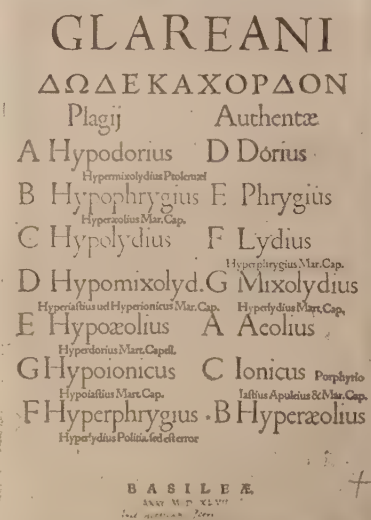 GLAREANI
ΔΩΔΕΚΑΧΟΡΔΟΝ
Plagij Authentæ
A Hypodorius D Dórius
Hypermixolydius Ptolemæi
B Hypophrygius E Phrygius
Hyperæolius Mar. Cap.
C Hypolydius F Lydius
Hyperphrygius Mar. Cap.
D Hypomixolyd. G Mixolydius
Hyperiastius uel Hyperionicus Mar. Cap. Hyperlydius Mart. Cap.
E Hypoæolius A Aeolius
Hyperdorius Mart. Capell.
G Hypoionicus C Ionicus Porphyrio
Hypoiastius Mart. Cap. Iastius Apuleius & Mar. Cap.
F Hyperphrygius B Hyperæolius
Hyperlydius Politia. sed est error
BASILEÆ